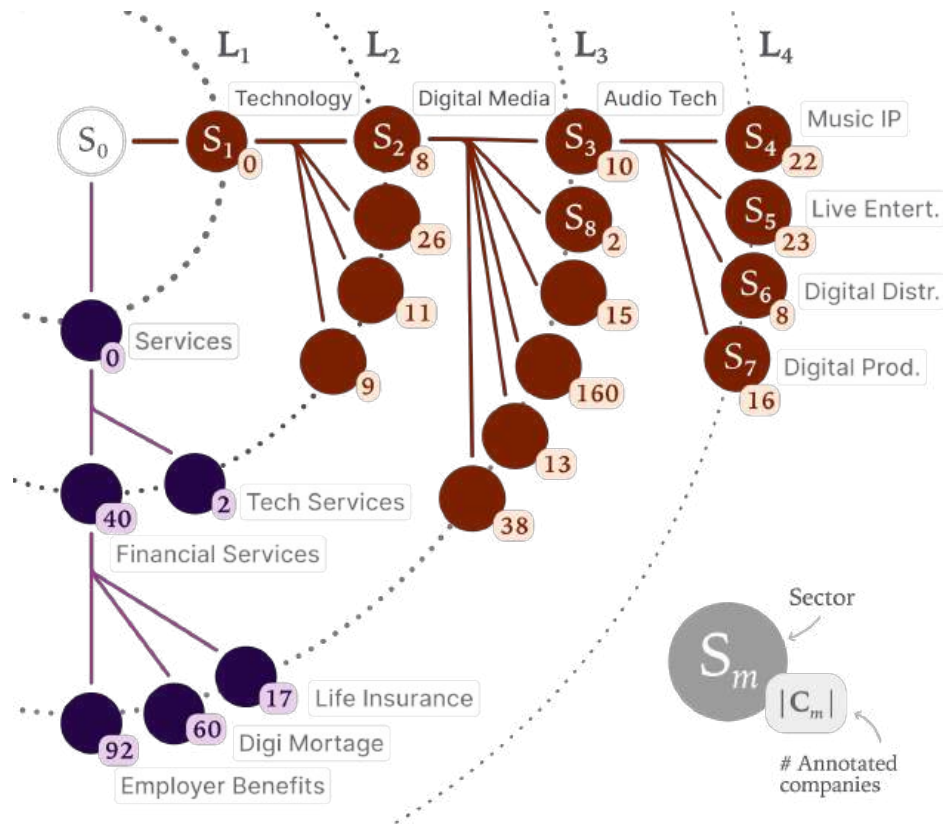 L1
L2
L3
L4
Technology
Digital Media
Audio Tech
Music IP
S0
S1
0
S2
8
S3
10
S4
22
26
S8
2
S5
23
Live Entert.
11
15
S6
8
Digital Distr.
Services
0
9
160
S7
16
Digital Prod.
13
40
2
Tech Services
38
Financial Services
Sector
Sm
|Cm|
17
Life Insurance
60
Digi Mortage
92
Employer Benefits
# Annotated
companies